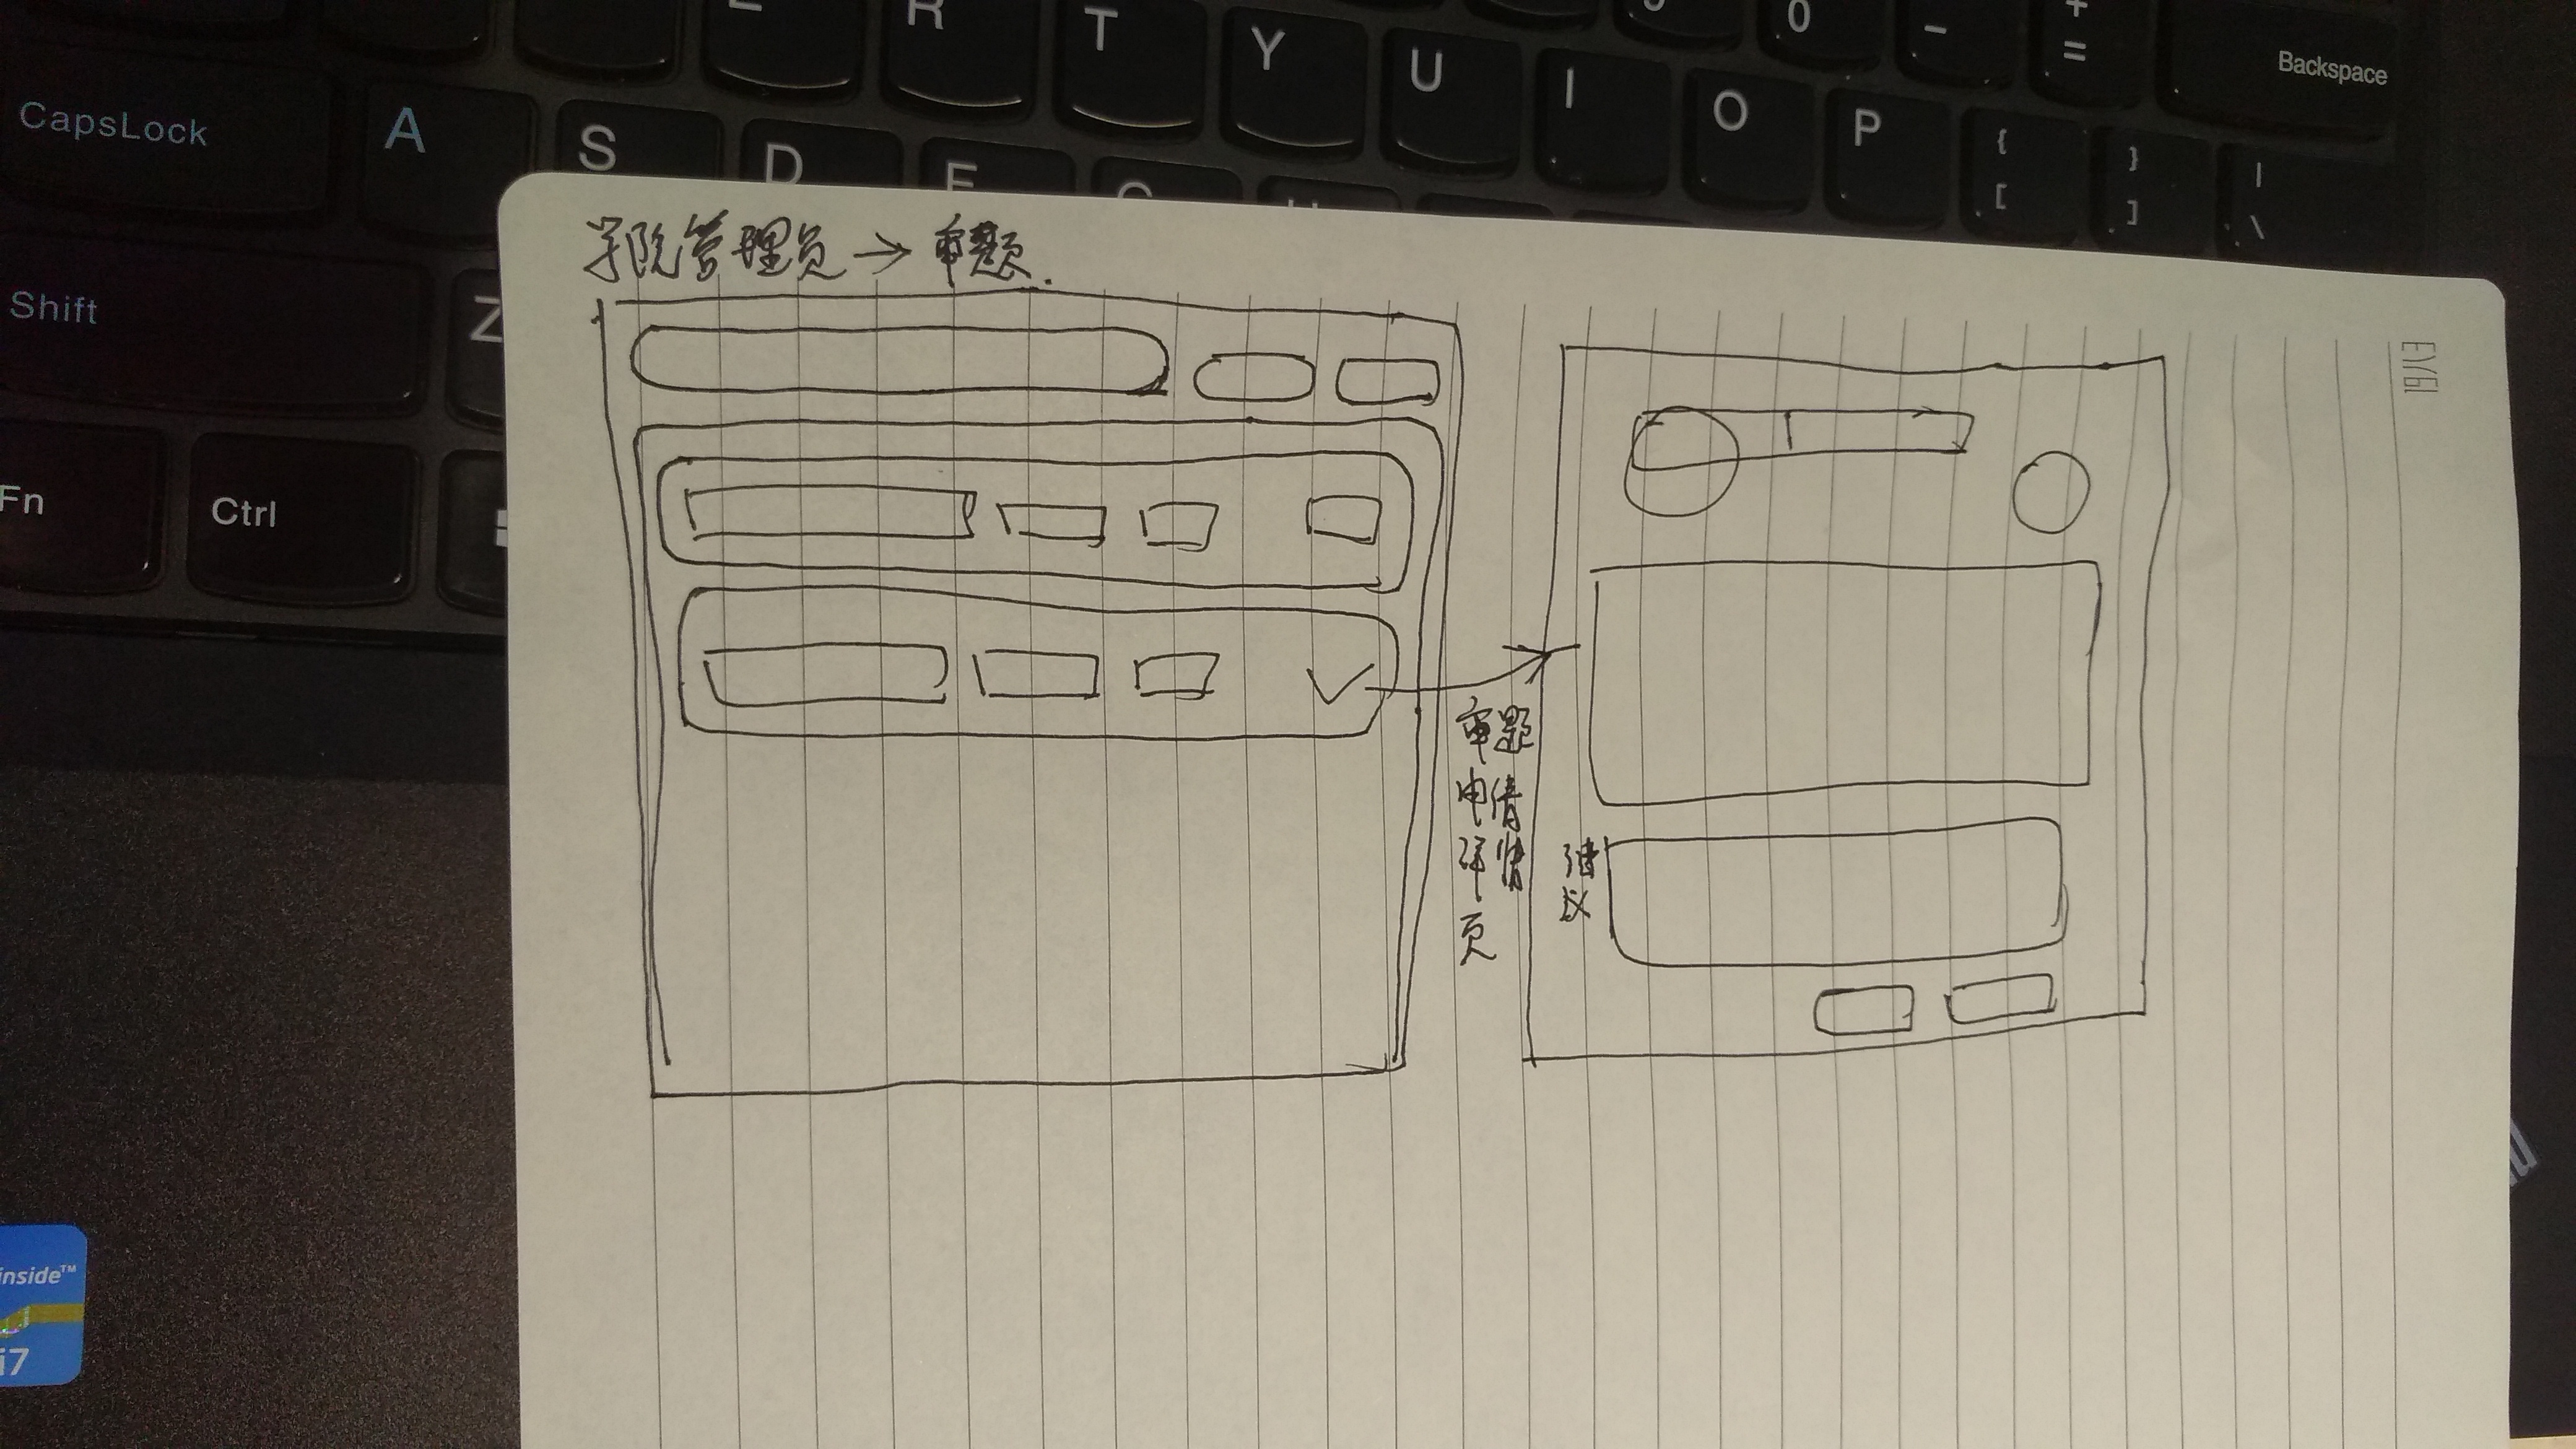 E R T Y U I O 0 P - + = Backspace
CapsLock A S D F G { [ } ] | \
Shift Z
Fn Ctrl
学院管理员→审题.
审题
申请
详情
页
建
议
inside™
i7